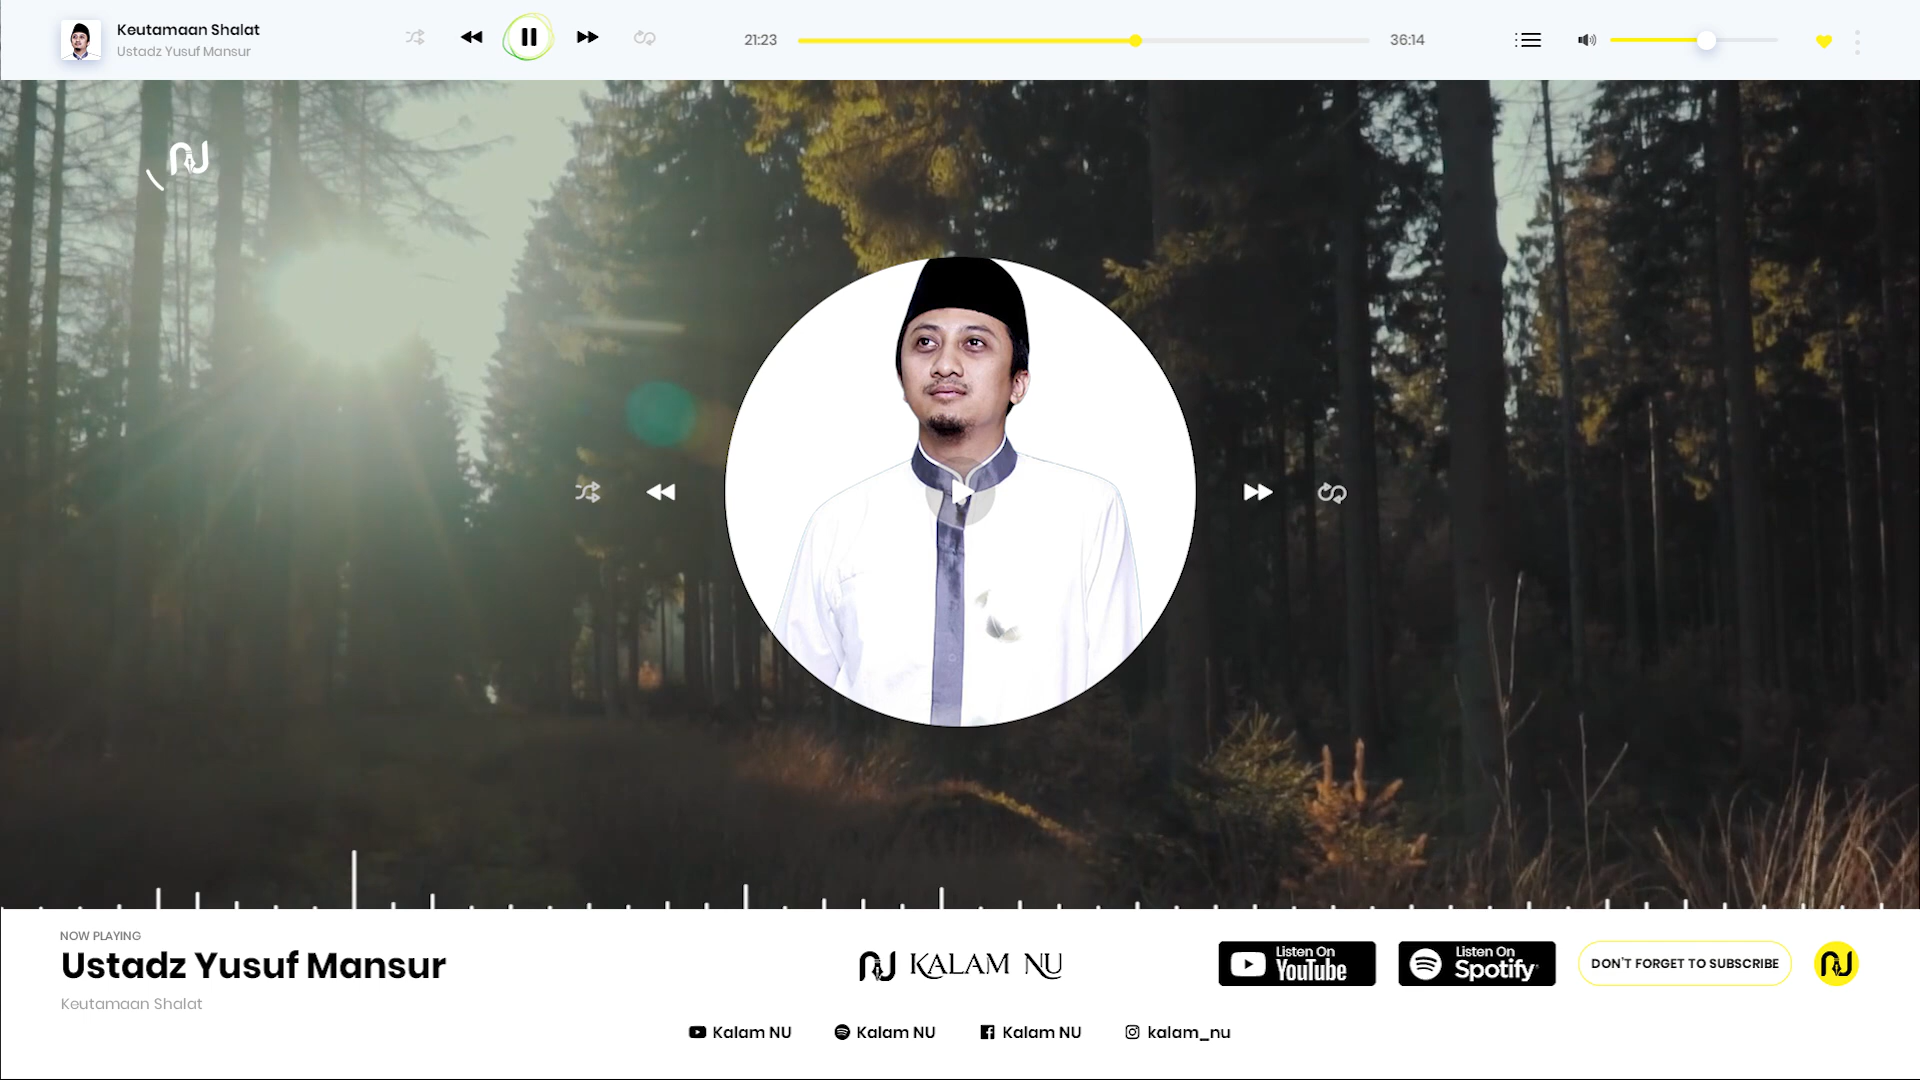 Keutamaan Shalat
Ustadz Yusuf Mansur
21:23
36:14
NOW PLAYING
Ustadz Yusuf Mansur
Keutamaan Shalat
KALAM NU
Listen On
YouTube
Listen On
Spotify
DON'T FORGET TO SUBSCRIBE
Kalam NU
Kalam NU
Kalam NU
kalam_nu